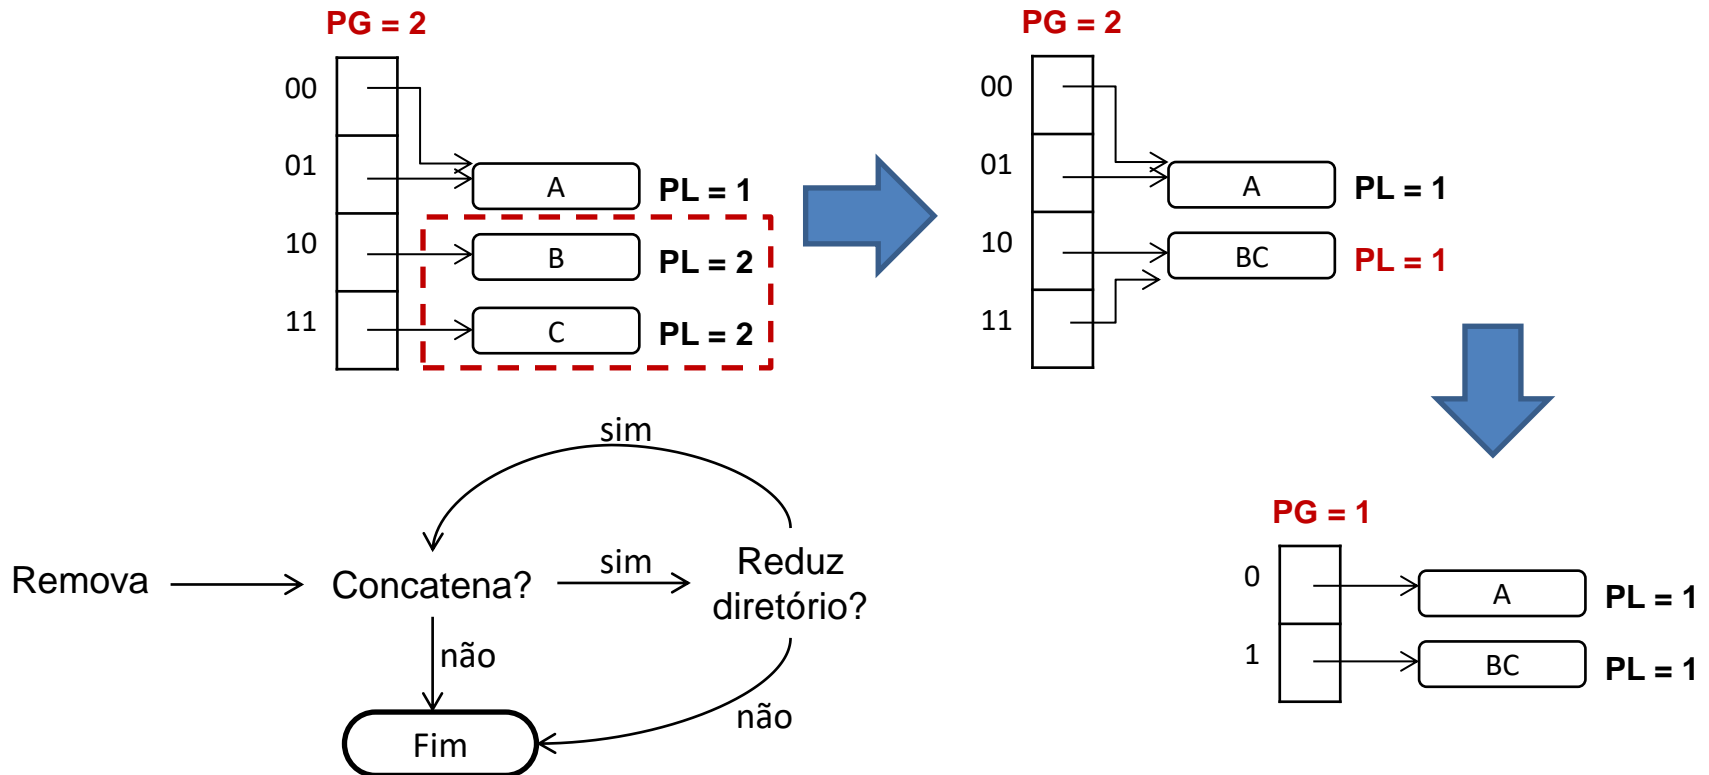 PG = 2
00
01
10
11
A
PL = 1
B
PL = 2
C
PL = 2
PG = 2
00
01
10
11
A
PL = 1
BC
PL = 1
PG = 1
0
1
A
PL = 1
BC
PL = 1
Remova
Concatena?
sim
sim
Reduz
diretório?
não
não
Fim